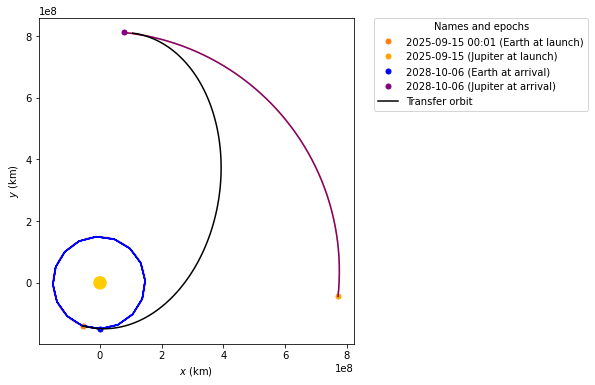 1e8
8
6
4
2
0
y (km)
0
2
4
6
8
x (km)
1e8
Names and epochs
2025-09-15 00:01 (Earth at launch)
2025-09-15 (Jupiter at launch)
2028-10-06 (Earth at arrival)
2028-10-06 (Jupiter at arrival)
Transfer orbit